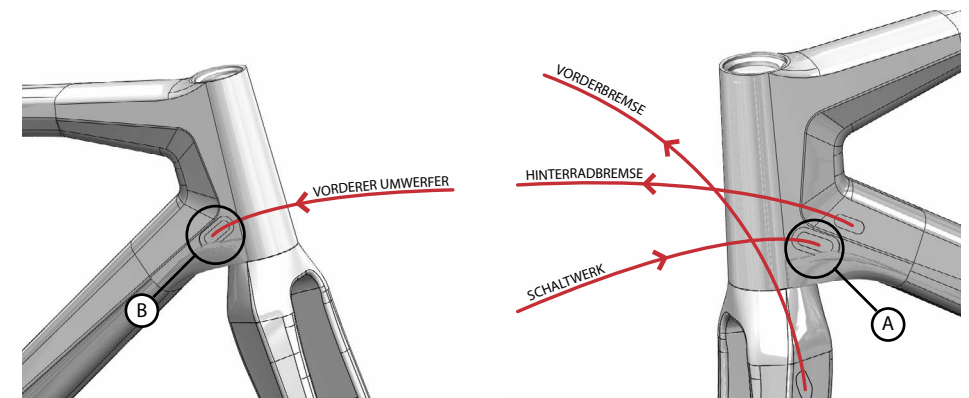 VORDERER UMWERFER
B
VORDERBREMSE
HINTERRADBREMSE
SCHALTWERK
A